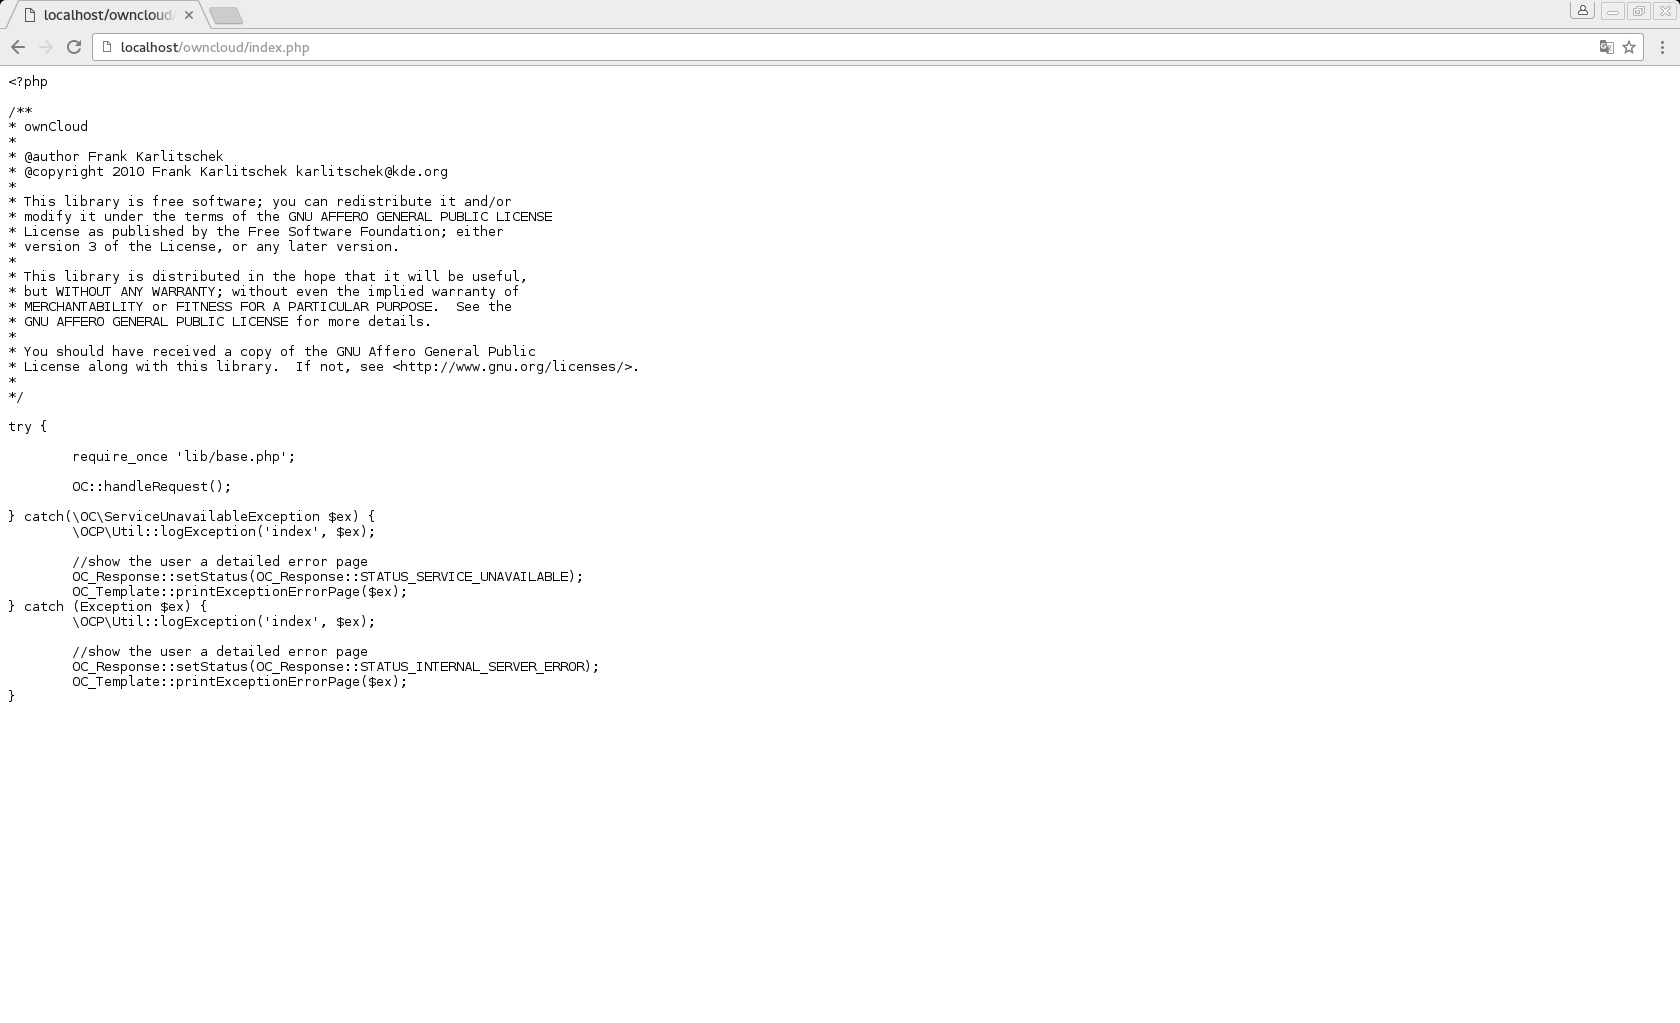 localhost/owncloud/
localhost/owncloud/index.php
<?php

/**
* ownCloud
*
* @author Frank Karlitschek
* @copyright 2010 Frank Karlitschek karlitschek@kde.org
*
* This library is free software; you can redistribute it and/or
* modify it under the terms of the GNU AFFERO GENERAL PUBLIC LICENSE
* License as published by the Free Software Foundation; either
* version 3 of the License, or any later version.
*
* This library is distributed in the hope that it will be useful,
* but WITHOUT ANY WARRANTY; without even the implied warranty of
* MERCHANTABILITY or FITNESS FOR A PARTICULAR PURPOSE.  See the
* GNU AFFERO GENERAL PUBLIC LICENSE for more details.
*
* You should have received a copy of the GNU Affero General Public
* License along with this library.  If not, see <http://www.gnu.org/licenses/>.
*
*/

try {

        require_once 'lib/base.php';

        OC::handleRequest();

} catch(\OC\ServiceUnavailableException $ex) {
        \OCP\Util::logException('index', $ex);

        //show the user a detailed error page
        OC_Response::setStatus(OC_Response::STATUS_SERVICE_UNAVAILABLE);
        OC_Template::printExceptionErrorPage($ex);
} catch (Exception $ex) {
        \OCP\Util::logException('index', $ex);

        //show the user a detailed error page
        OC_Response::setStatus(OC_Response::STATUS_INTERNAL_SERVER_ERROR);
        OC_Template::printExceptionErrorPage($ex);
}